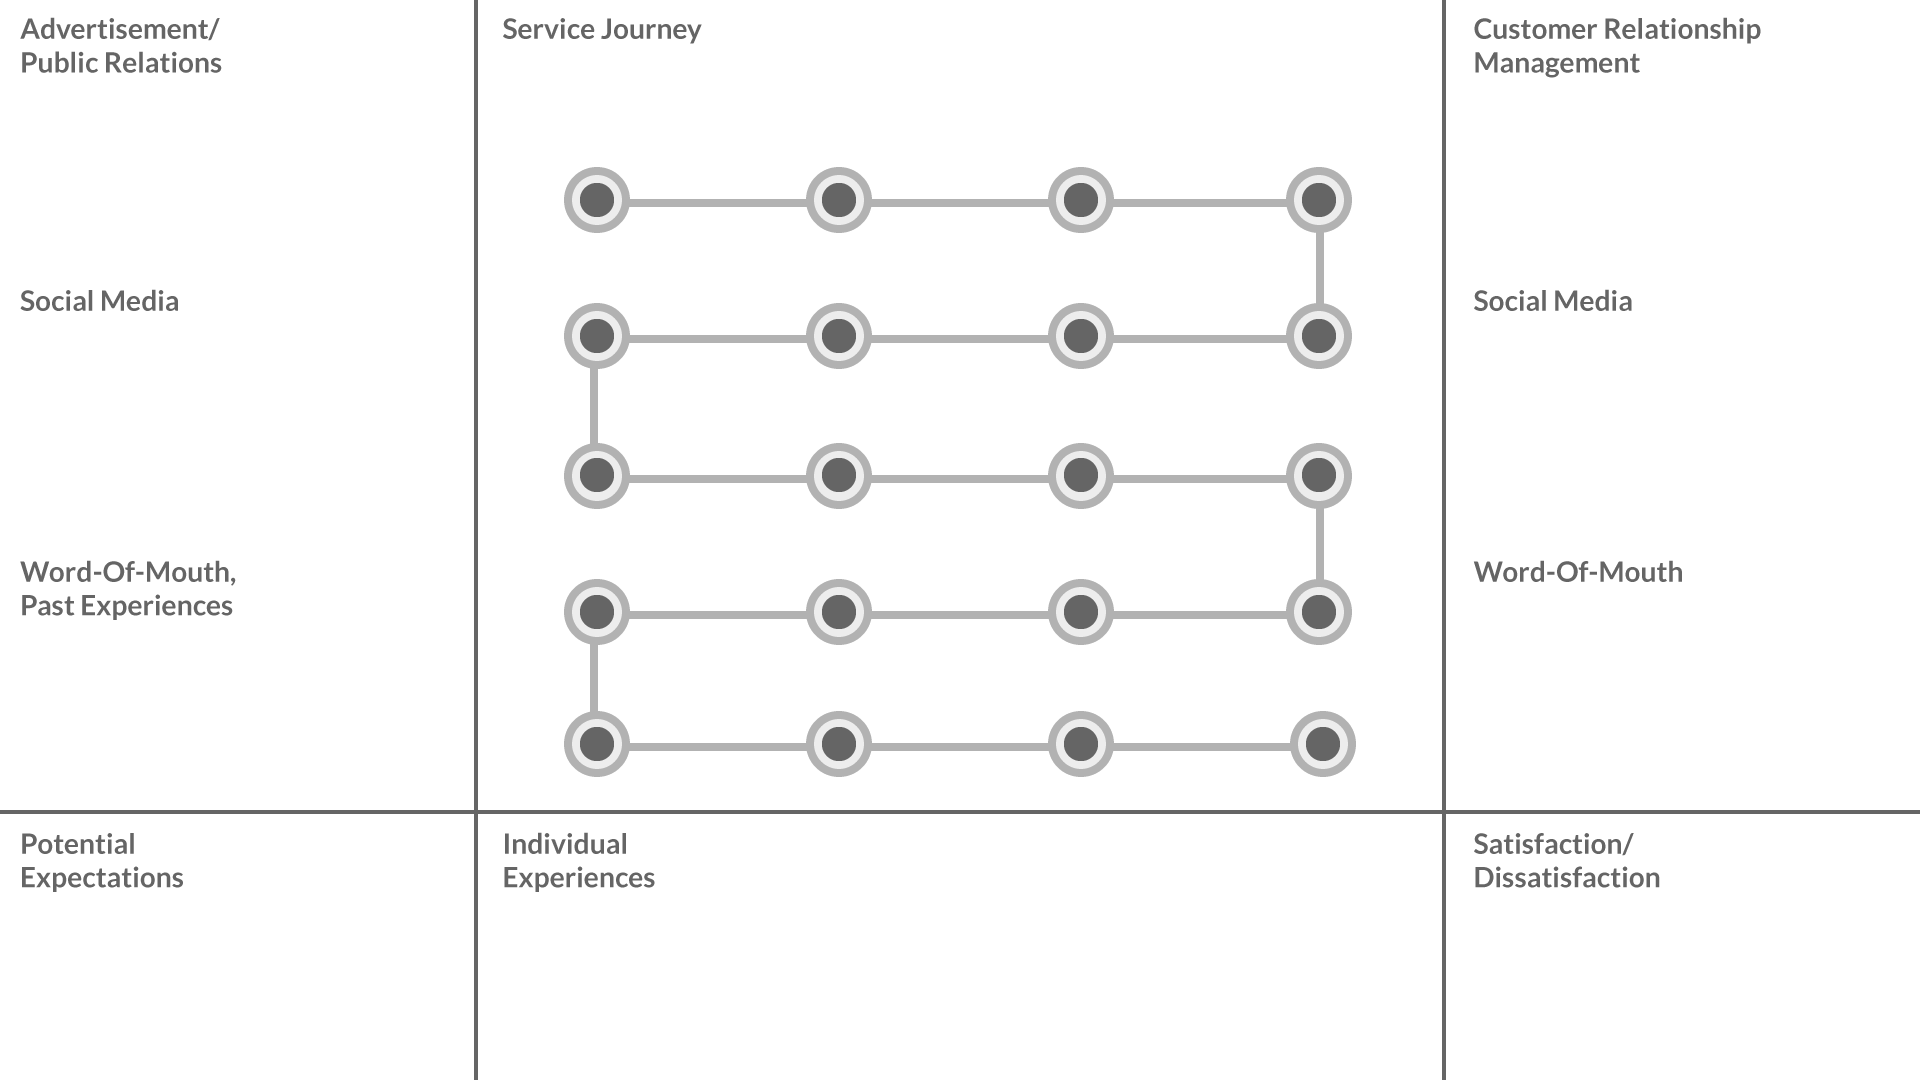 Advertisement/
Public Relations
Social Media
Word-Of-Mouth,
Past Experiences
Service Journey
Customer Relationship
Management
Social Media
Word-Of-Mouth
Potential
Expectations
Individual
Experiences
Satisfaction/
Dissatisfaction